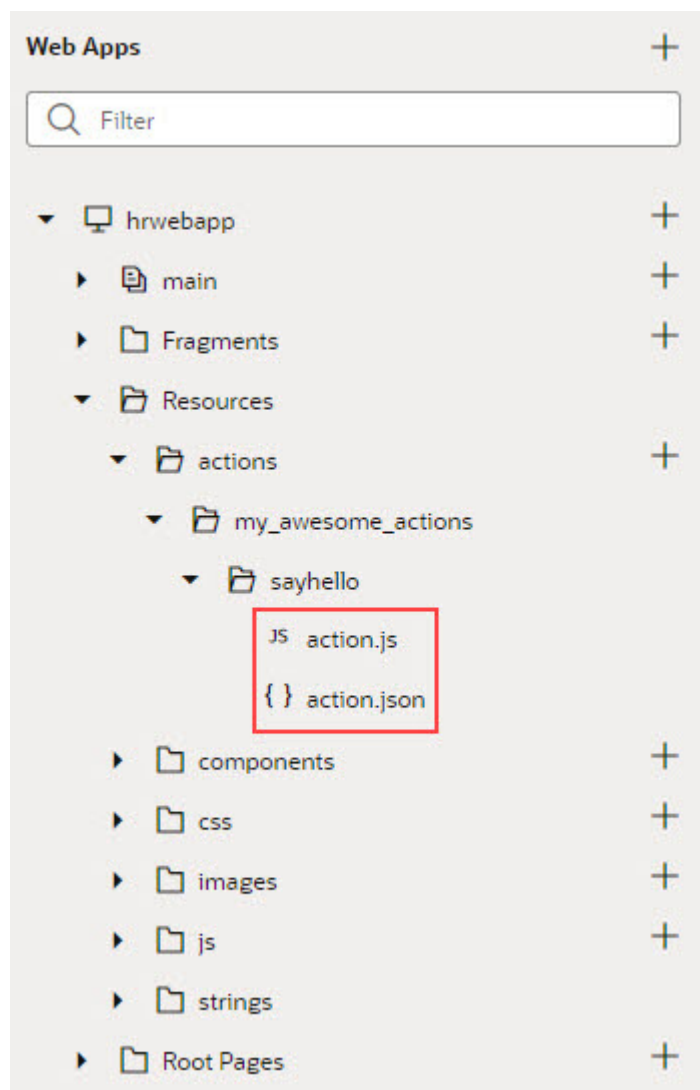 Web Apps
Filter
hrwebapp
main
Fragments
Resources
actions
my_awesome_actions
sayhello
JS action.js
{ } action.json
components
css
images
js
strings
Root Pages